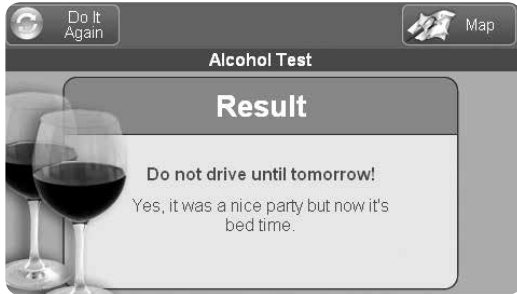 Do It
Again
Map
Alcohol Test
Result
Do not drive until tomorrow!
Yes, it was a nice party but now it's
bed time.